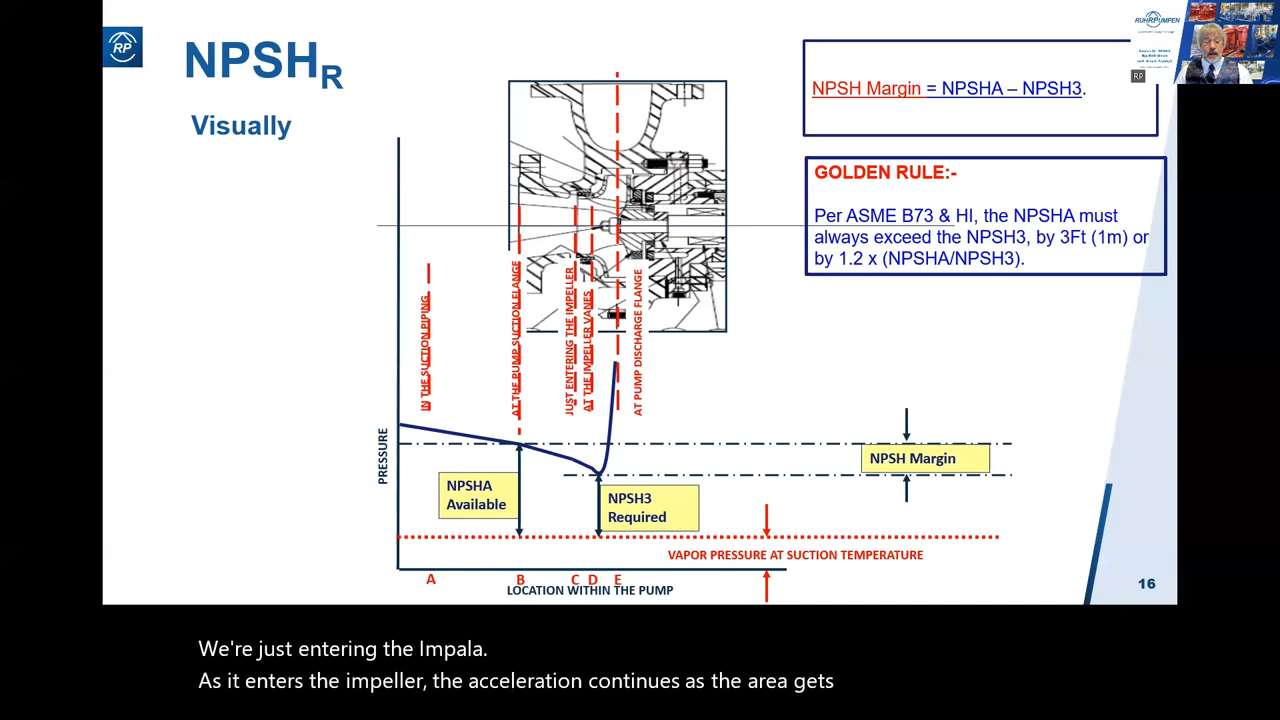 RP
NPSHR
Visually
NPSH Margin = NPSHA – NPSH3.
RUHRPUMPEN
RP
GOLDEN RULE:-
Per ASME B73 & HI, the NPSHA must
always exceed the NPSH3, by 3Ft (1m) or
by 1.2 x (NPSHA/NPSH3).
IN THE SUCTION PIPING
AT THE PUMP SUCTION FLANGE
JUST ENTERING THE IMPELLER
AT THE IMPELLER VANES
AT PUMP DISCHARGE FLANGE
PRESSURE
NPSH Margin
NPSHA
Available
NPSH3
Required
VAPOR PRESSURE AT SUCTION TEMPERATURE
A B C D E
LOCATION WITHIN THE PUMP
16
We're just entering the Impala.
As it enters the impeller, the acceleration continues as the area gets